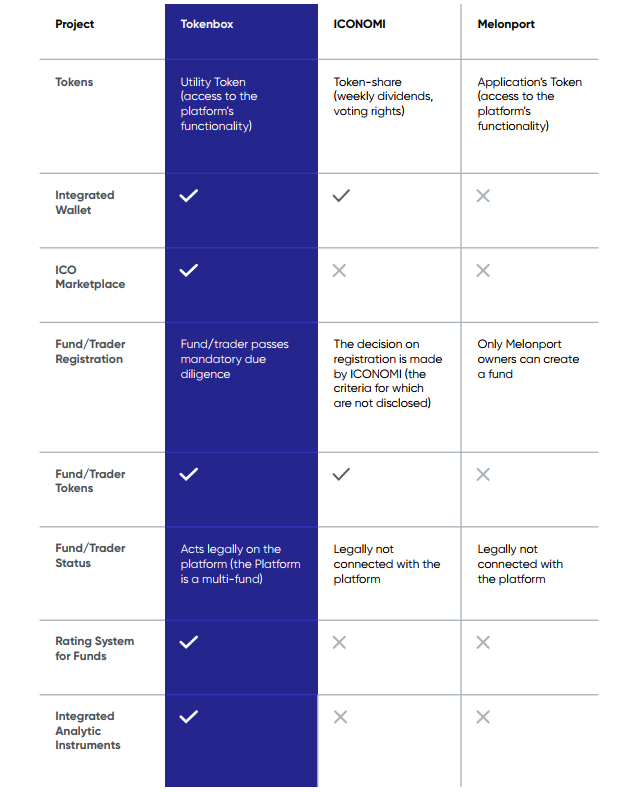 Project
Tokenbox
ICONOMI
Melonport
Tokens
Utility Token
(access to the
platform's
functionality)
Token-share
(weekly dividends,
voting rights)
Application's Token
(access to the
platform's
functionality)
Integrated
Wallet
ICO
Marketplace
Fund/Trader
Registration
Fund/trader passes
mandatory due
diligence
The decision on
registration is made
by ICONOMI (the
criteria for which
are not disclosed)
Only Melonport
owners can create
a fund
Fund/Trader
Tokens
Fund/Trader
Status
Acts legally on the
platform (the Platform
is a multi-fund)
Legally not
connected with the
platform
Legally not
connected with
the platform
Rating System
for Funds
Integrated
Analytic
Instruments